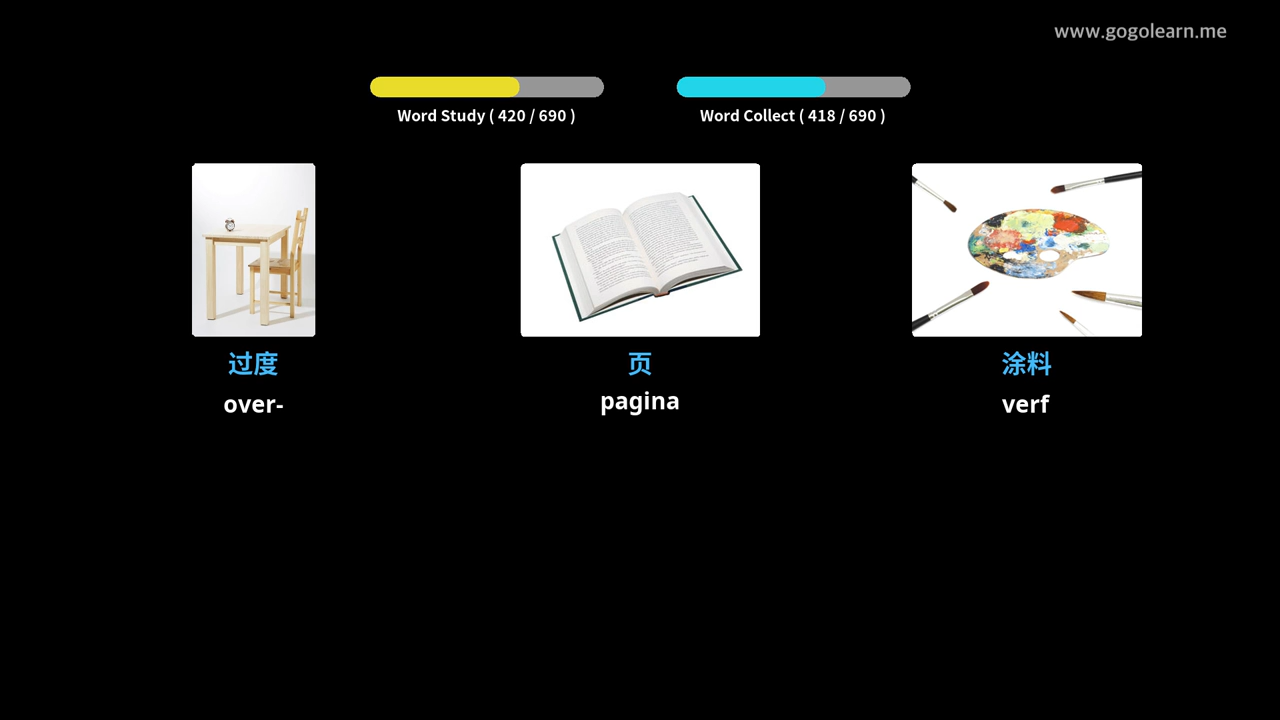 www.gogolearn.me
Word Study ( 420 / 690 )
Word Collect ( 418 / 690 )
过度
over-
页
pagina
涂料
verf